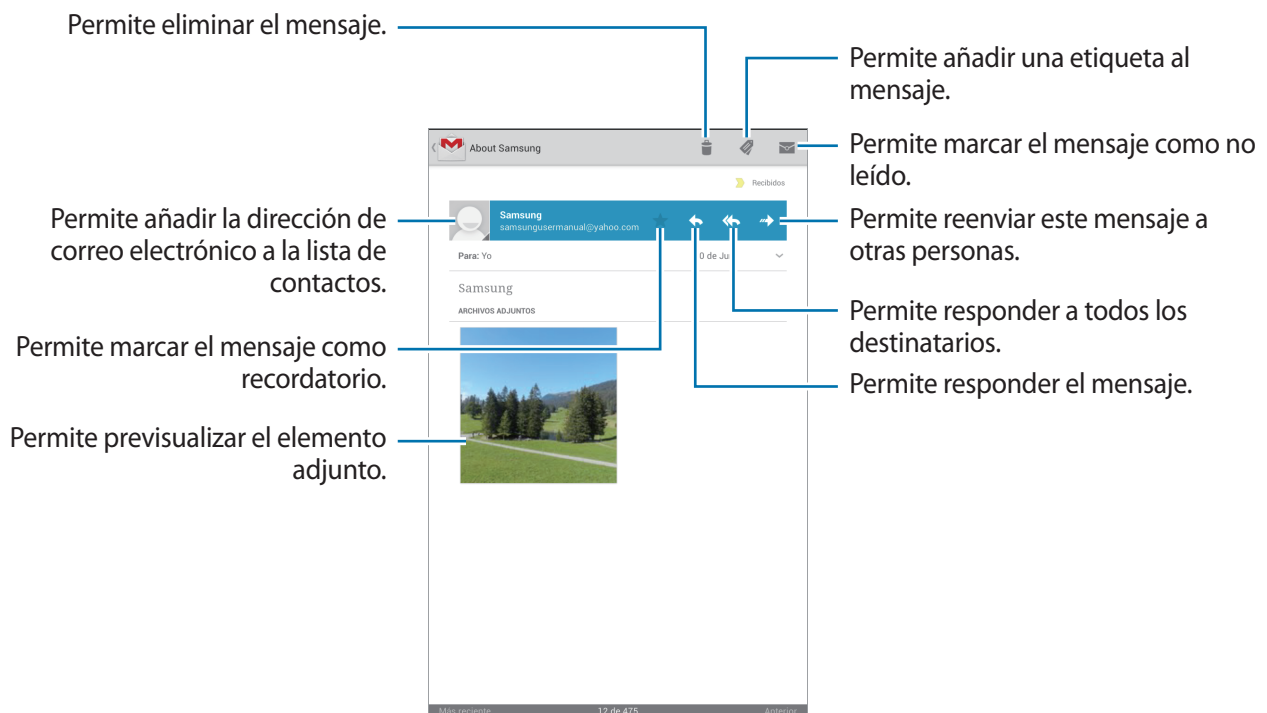 Permite eliminar el mensaje.
Permite añadir una etiqueta al
mensaje.
Permite marcar el mensaje como no
leído.
Permite añadir la dirección de
correo electrónico a la lista de
contactos.
Permite reenviar este mensaje a
otras personas.
Permite responder a todos los
destinatarios.
Permite marcar el mensaje como
recordatorio.
Permite responder el mensaje.
Permite previsualizar el elemento
adjunto.
About Samsung
Recibidos
Samsung
samsungusermanual@yahoo.com
Para: Yo
0 de Ju
Samsung
ARCHIVOS ADJUNTOS
Más reciente
12 de 475
Anterior